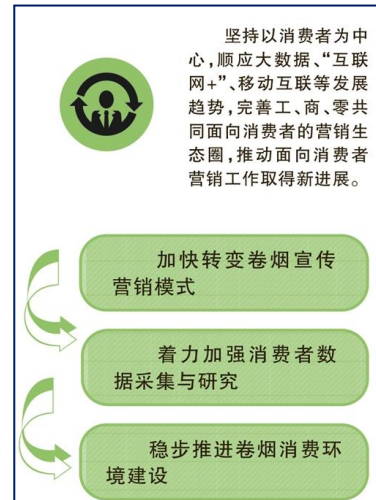 坚持以消费者为中
心，顺应大数据、“互联
网+”、移动互联等发展
趋势，完善工、商、零共
同面向消费者的营销生
态圈，推动面向消费者
营销工作取得新进展。
加快转变卷烟宣传
营销模式
着力加强消费者数
据采集与研究
稳步推进卷烟消费环
境建设